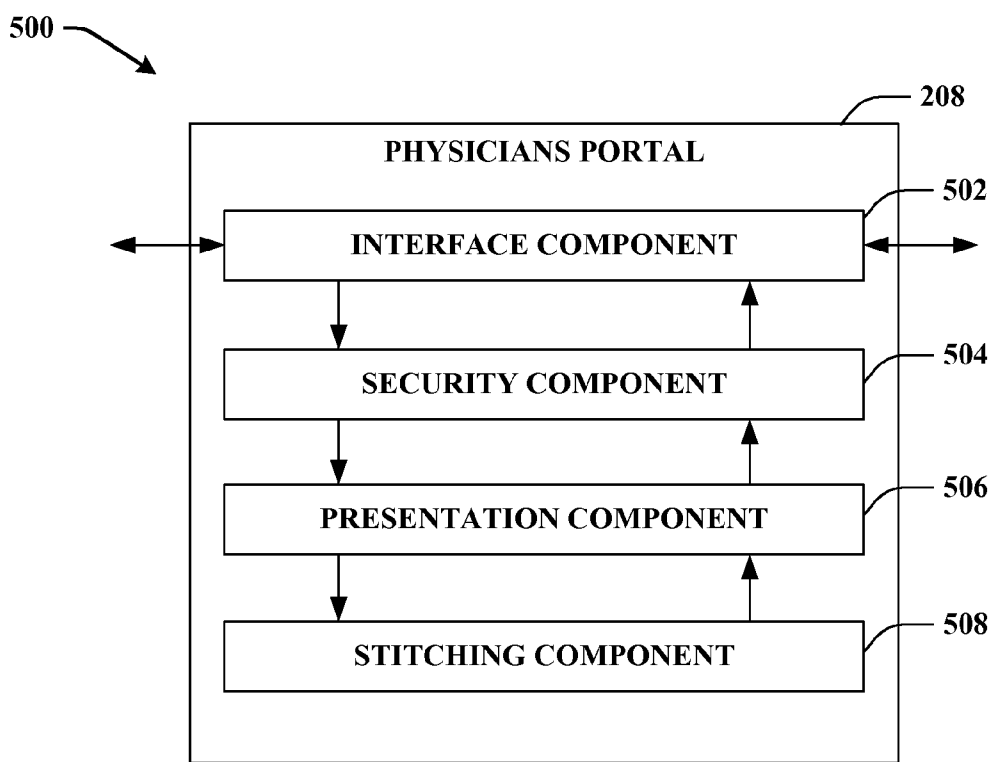 500
208
PHYSICIANS PORTAL
502
INTERFACE COMPONENT
504
SECURITY COMPONENT
506
PRESENTATION COMPONENT
508
STITCHING COMPONENT